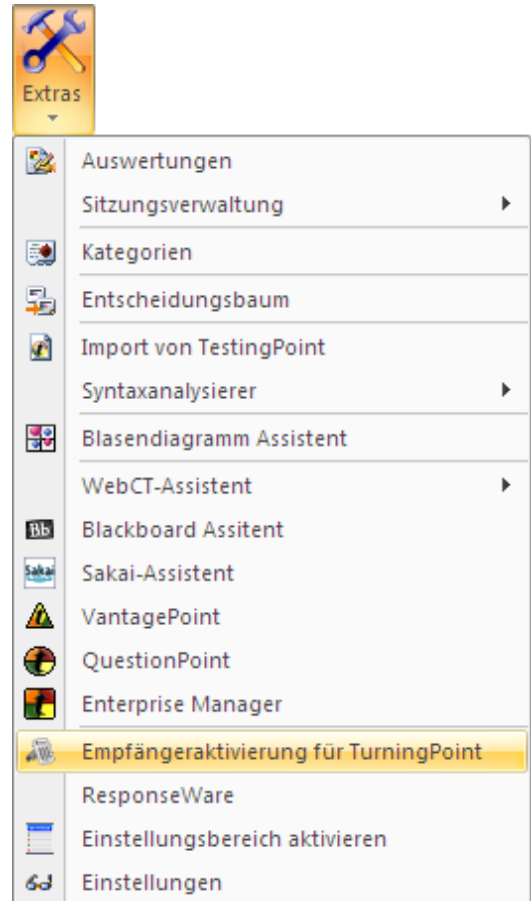 Extras
Auswertungen
Sitzungsverwaltung
Kategorien
Entscheidungsbaum
Import von TestingPoint
Syntaxanalysierer
Blasendiagramm Assistent
WebCT-Assistent
Bb
Blackboard Assitent
Sakai
Sakai-Assistent
VantagePoint
QuestionPoint
Enterprise Manager
Empfängeraktivierung für TurningPoint
ResponseWare
Einstellungsbereich aktivieren
Einstellungen